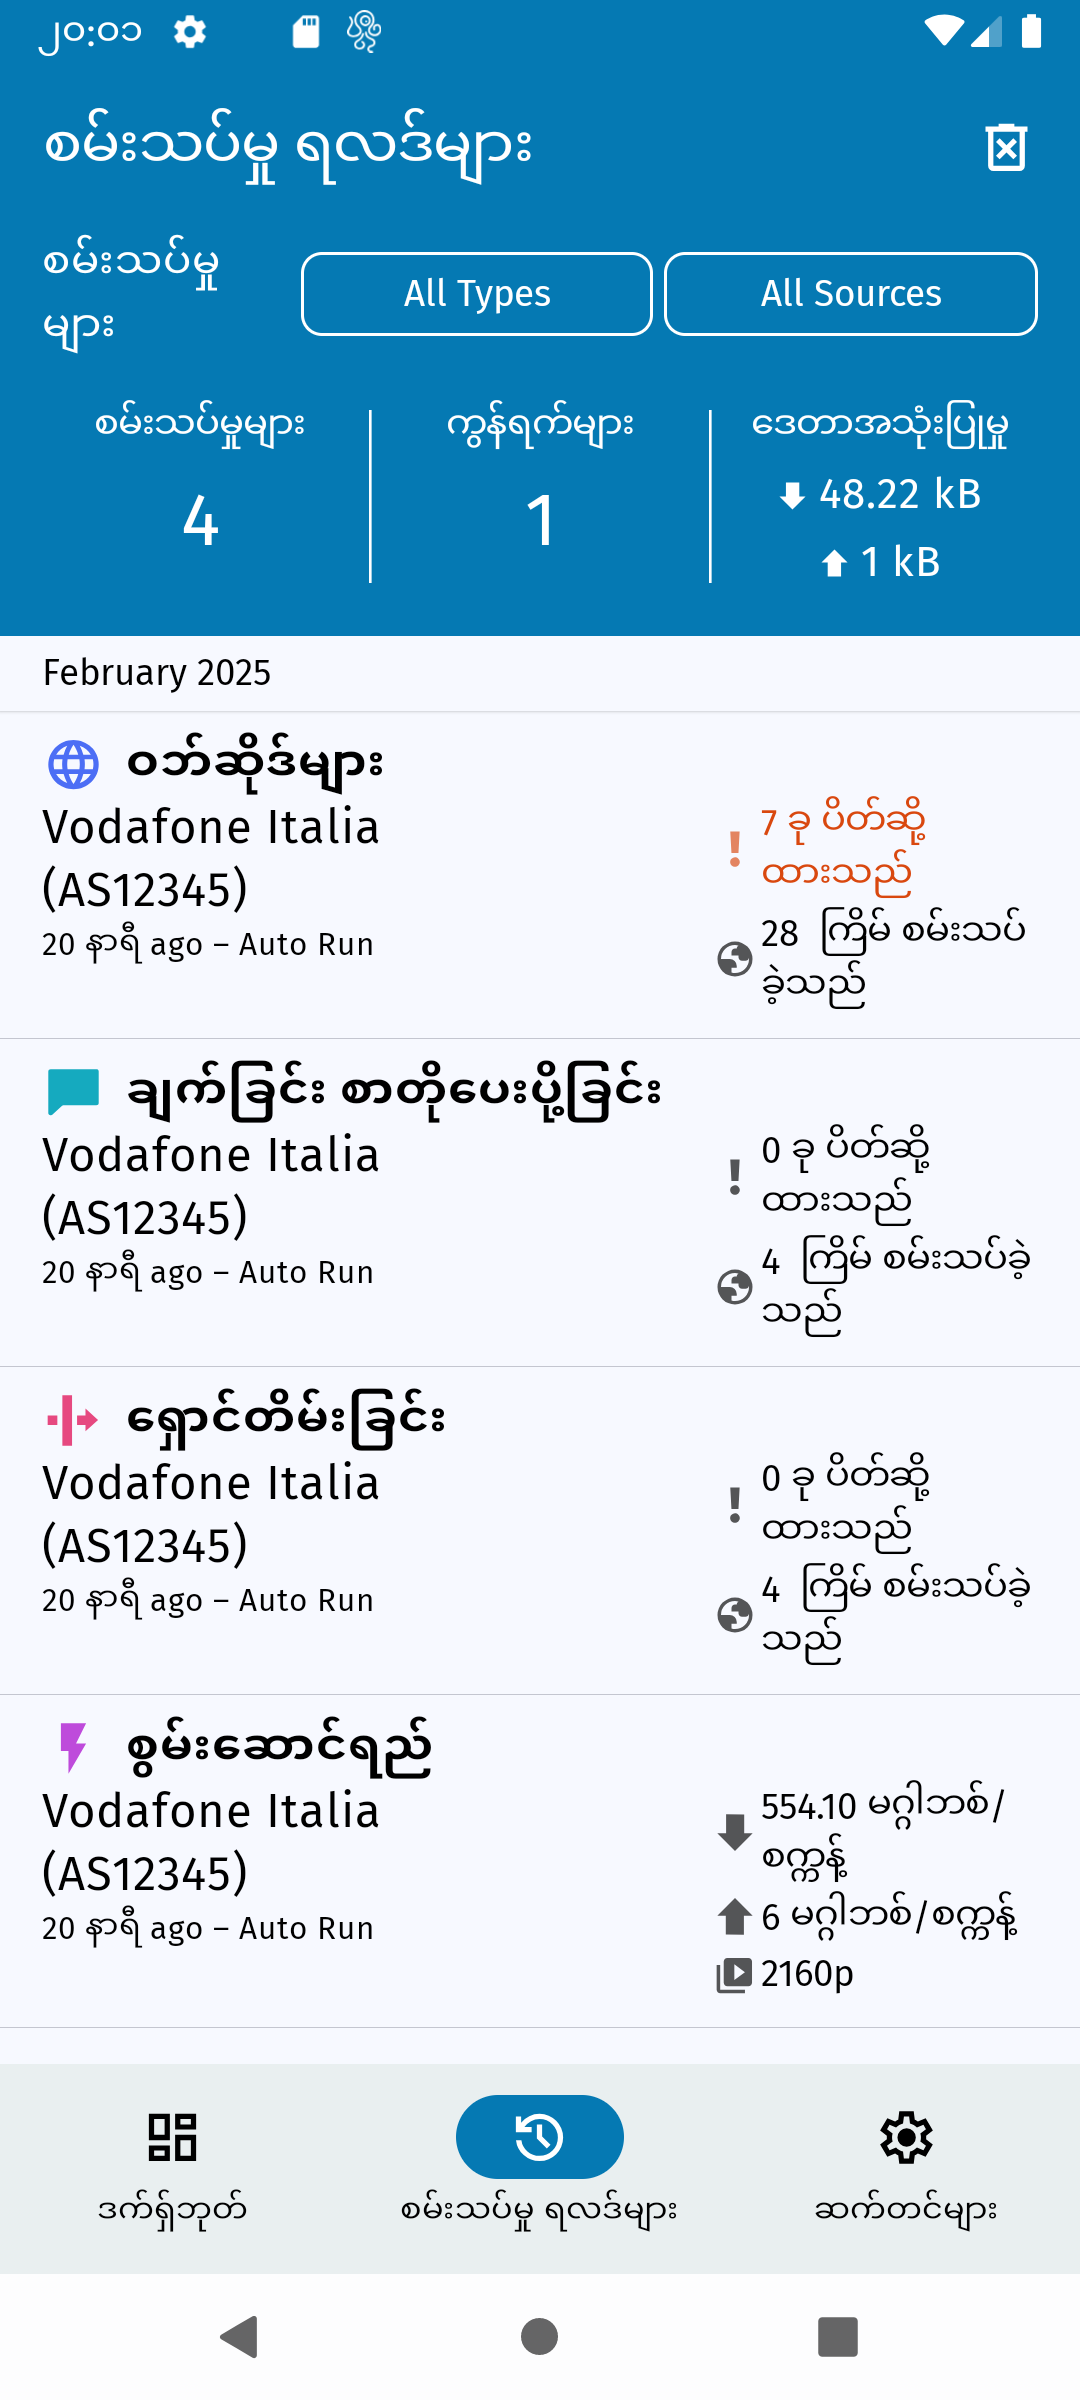 ၂၀:၀၁
စမ်းသပ်မှု ရလဒ်များ
စမ်းသပ်မှု
များ
All Types
All Sources
စမ်းသပ်မှုများ
4
ကွန်ရက်များ
1
ဒေတာအသုံးပြုမှု
48.22 kB
1 kB
February 2025
ဝဘ်ဆိုဒ်များ
Vodafone Italia
(AS12345)
20 နာရီ ago – Auto Run
7 ခု ပိတ်ဆို့
ထားသည်
28 ကြိမ် စမ်းသပ်
ခဲ့သည်
ချက်ခြင်း စာတိုပေးပို့ခြင်း
Vodafone Italia
(AS12345)
20 နာရီ ago – Auto Run
0 ခု ပိတ်ဆို့
ထားသည်
4 ကြိမ် စမ်းသပ်ခဲ့
သည်
ရှောင်တိမ်းခြင်း
Vodafone Italia
(AS12345)
20 နာရီ ago – Auto Run
0 ခု ပိတ်ဆို့
ထားသည်
4 ကြိမ် စမ်းသပ်ခဲ့
သည်
စွမ်းဆောင်ရည်
Vodafone Italia
(AS12345)
20 နာရီ ago – Auto Run
554.10 မဂ္ဂါဘစ်/
စက္ကန့်
6 မဂ္ဂါဘစ်/စက္ကန့်
2160p
ဒက်ရှ်ဘုတ်
စမ်းသပ်မှု ရလဒ်များ
ဆက်တင်များ